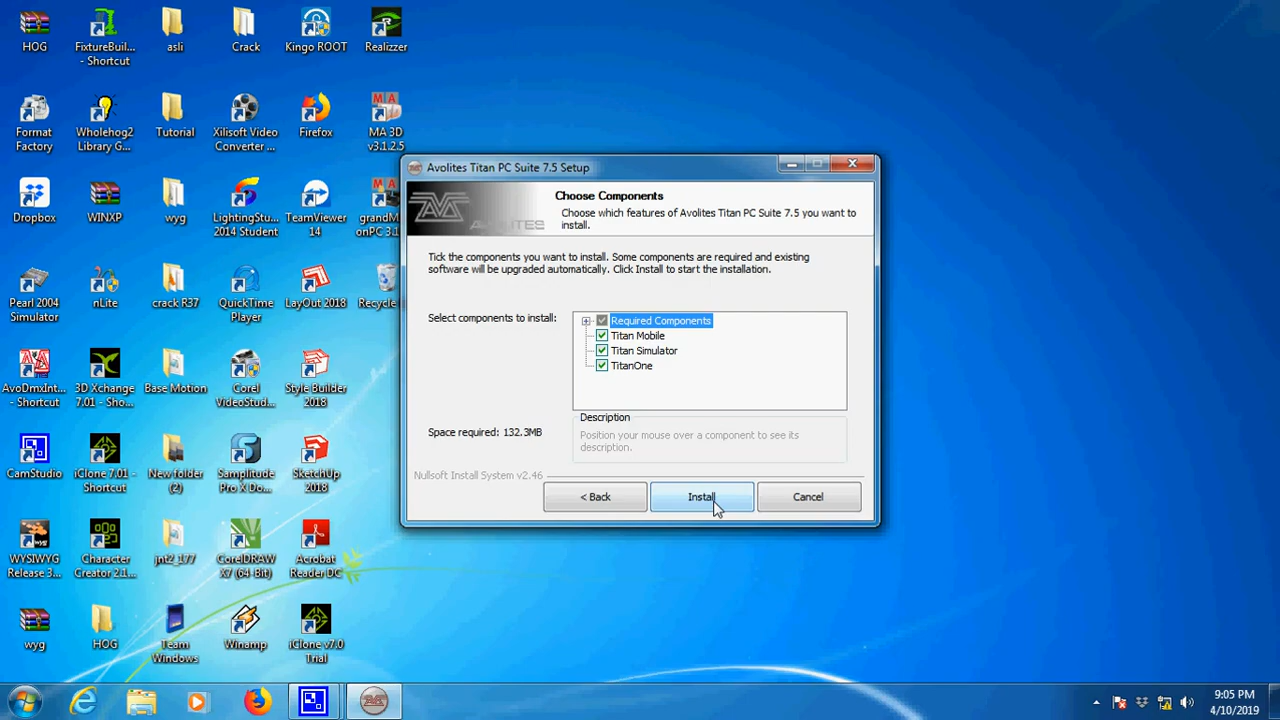 HOG
FixtureBuil...
- Shortcut
asli
Crack
Kingo ROOT
Realizzer
Format
Factory
Wholehog2
Library G...
Tutorial
Xilisoft Video
Converter ...
Firefox
MA 3D
v3.1.2.5
Dropbox
WINXP
wyg
LightingStu...
2014 Student
TeamViewer
14
grandM
onPC 3.1
Pearl 2004
Simulator
nLite
crack R37
QuickTime
Player
LayOut 2018
Recycle
AvoDmxInt...
- Shortcut
3D Xchange
7.01 - Sho...
Base Motion
Corel
VideoStud...
Style Builder
2018
CamStudio
iClone 7.01 -
Shortcut
New folder
(2)
Samplitude
Pro X Do...
SketchUp
2018
WYSIWYG
Release 3...
Character
Creator 2.1...
jnt2_177
CorelDRAW
X7 (64-Bit)
Acrobat
Reader DC
wyg
HOG
Team
Windows
Winamp
iClone v7.0
Trial
Avolites Titan PC Suite 7.5 Setup
AVOLITES
Choose Components
Choose which features of Avolites Titan PC Suite 7.5 you want to
install.
Tick the components you want to install. Some components are required and existing
software will be upgraded automatically. Click Install to start the installation.
Select components to install:
Required Components
Titan Mobile
Titan Simulator
TitanOne
Space required: 132.3MB
Description
Position your mouse over a component to see its
description.
Nullsoft Install System v2.46
< Back
Install
Cancel
9:05 PM
4/10/2019